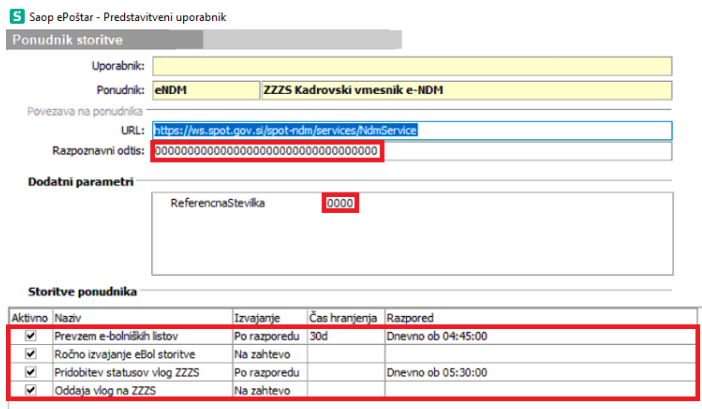 S Saop ePoštar - Predstavitveni uporabnik
Ponudnik storitve
Uporabnik:
Ponudnik: eNDM ZZZS Kadrovski vmesnik e-NDM
Povezava na ponudnika
URL: https://ws.spot.gov.si/spot-ndm/services/NdmService
Razpoznavni odtis: 0000000000000000000000000000000000
Dodatni parametri
ReferencnaStevilka 0000
Storitve ponudnika
Aktivno Naziv Izvajanje Čas hranjenja Razpored
Prevzem e-bolniških listov Po razporedu 30d Dnevno ob 04:45:00
Ročno izvajanje eBol storitve Na zahtevo
Pridobitev statusov vlog ZZZS Po razporedu Dnevno ob 05:30:00
Oddaja vlog na ZZZS Na zahtevo